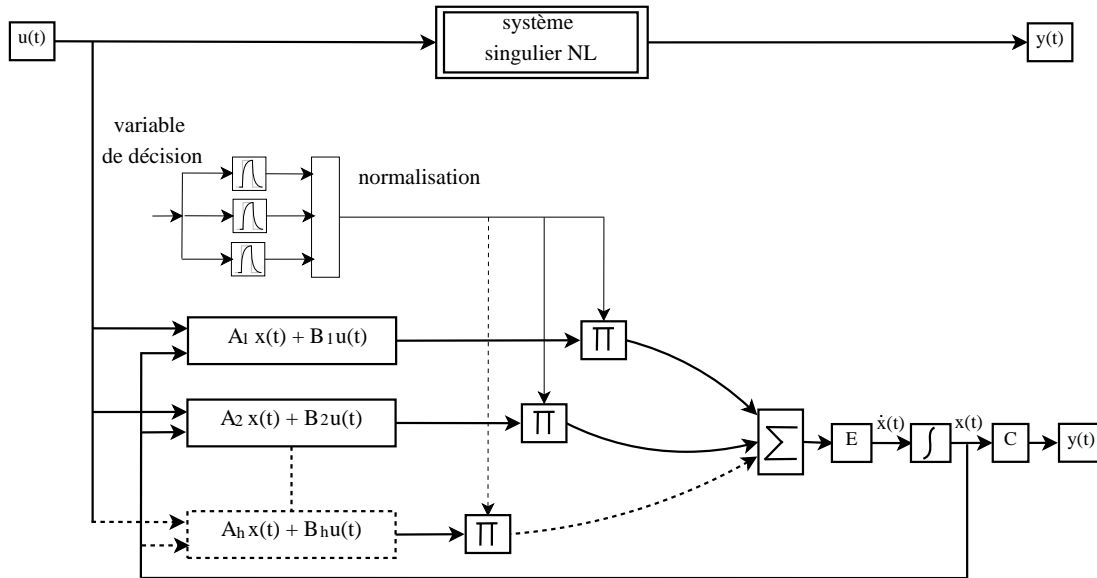 u(t)
système
singulier NL
y(t)
variable
de décision
normalisation
A1 x(t) + B1u(t)
∏
A2 x(t) + B2u(t)
∏
∑
E
ẋ(t)
∫
x(t)
C
y(t)
Ah x(t) + Bhu(t)
∏